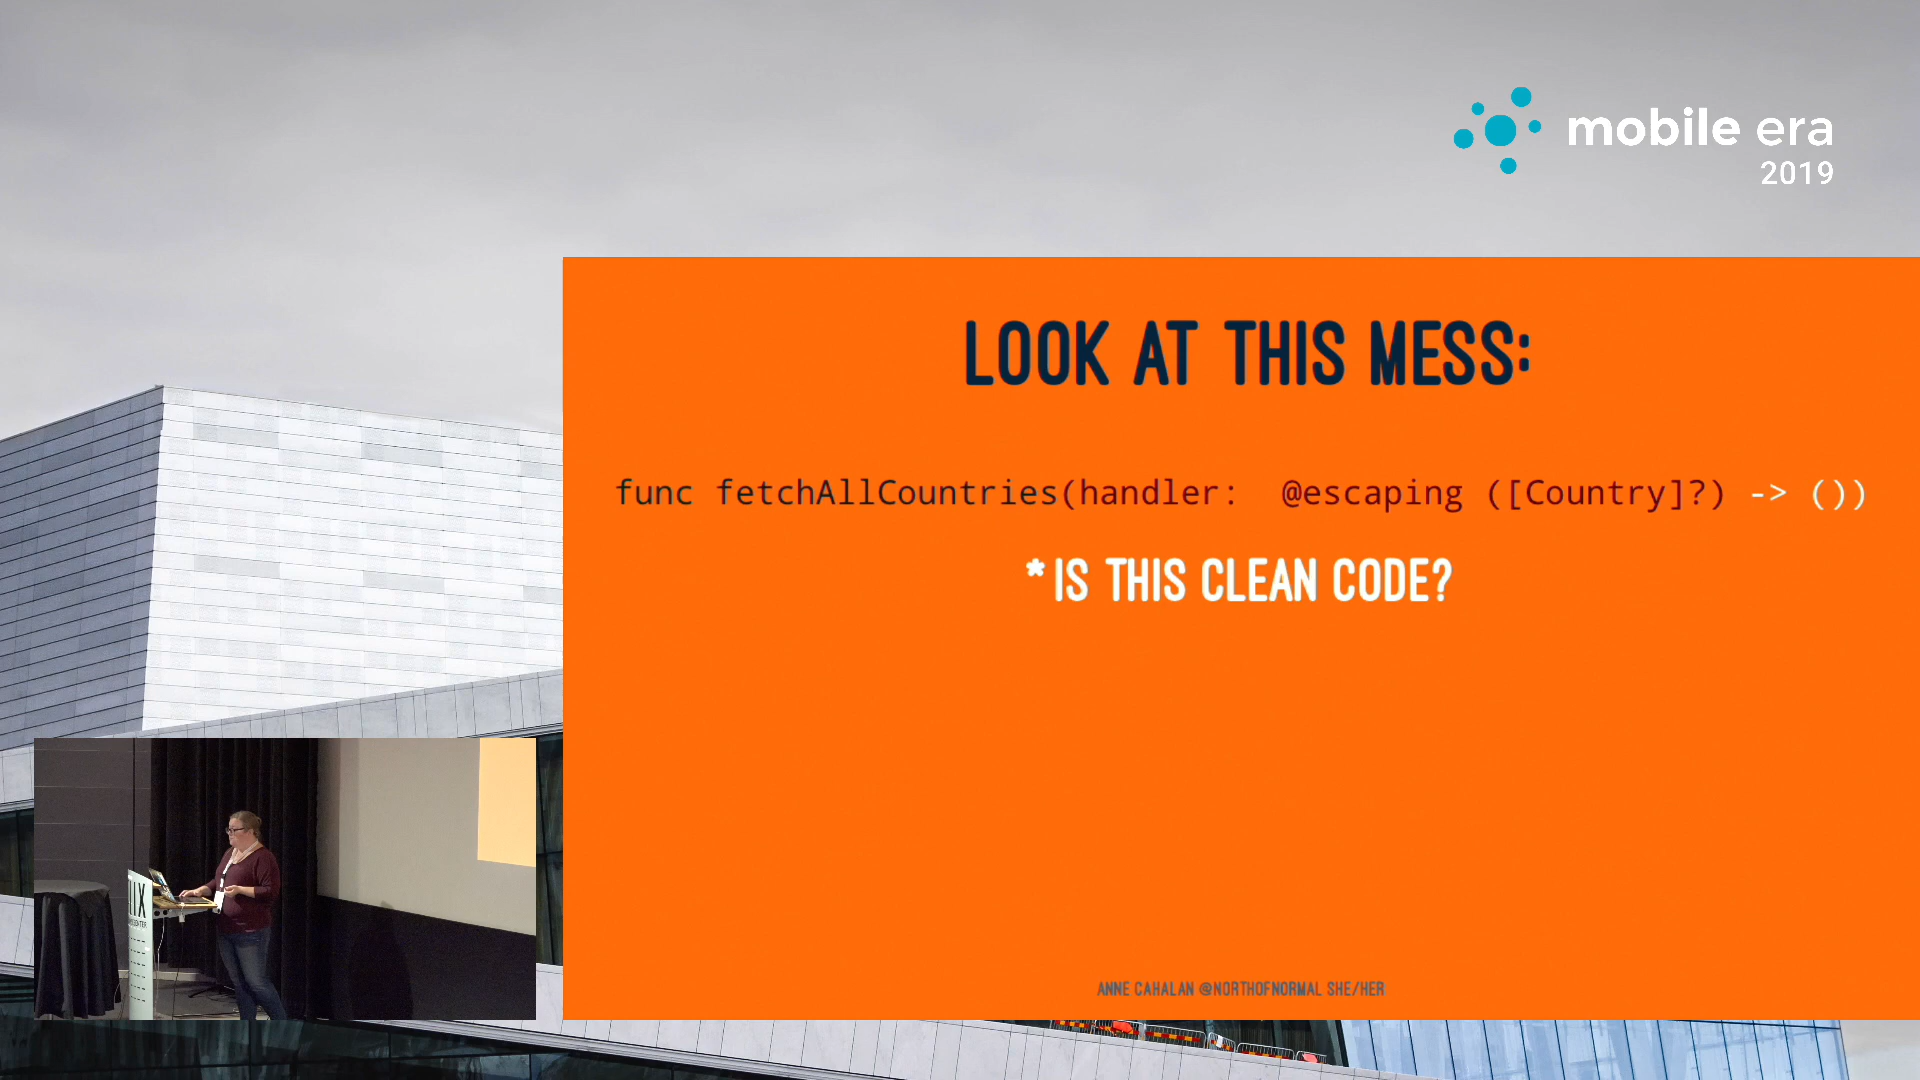 mobile era
2019
LOOK AT THIS MESS:
func fetchAllCountries(handler: @escaping ([Country]?) -> ())
* IS THIS CLEAN CODE?
ANNE CAHALAN @NORTHOFNORMAL SHE/HER